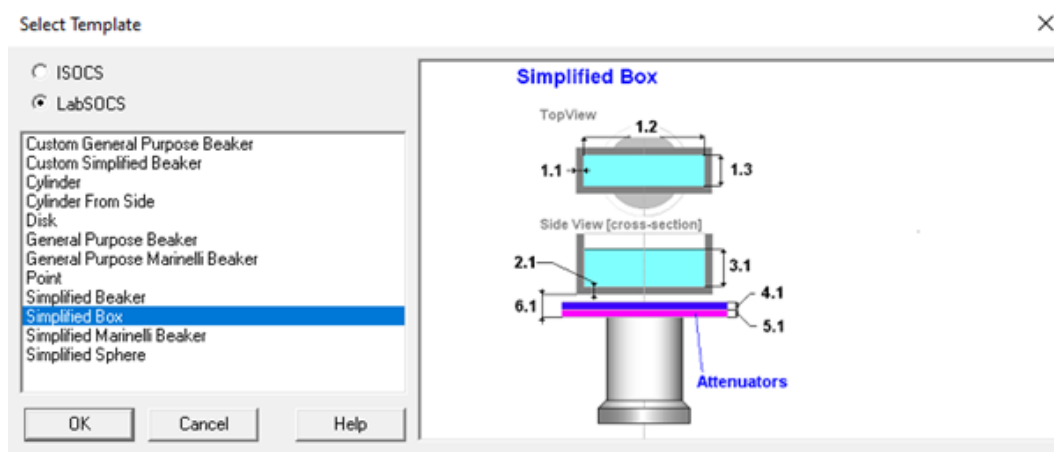 Select Template
ISOCS
LabSOCS
Custom General Purpose Beaker
Custom Simplified Beaker
Cylinder
Cylinder From Side
Disk
General Purpose Beaker
General Purpose Marinelli Beaker
Point
Simplified Beaker
Simplified Box
Simplified Marinelli Beaker
Simplified Sphere
OK
Cancel
Help
Simplified Box
TopView
1.2
1.1
1.3
Side View [cross-section]
2.1
3.1
6.1
4.1
5.1
Attenuators